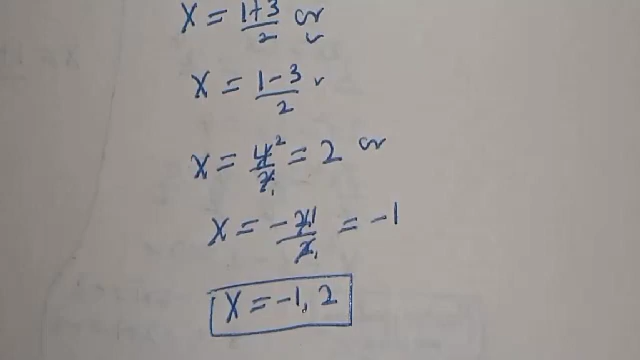 x = 1+3/2 or
x = 1-3/2
x = 4/2 = 2 or
x = -2/2 = -1
x = -1, 2